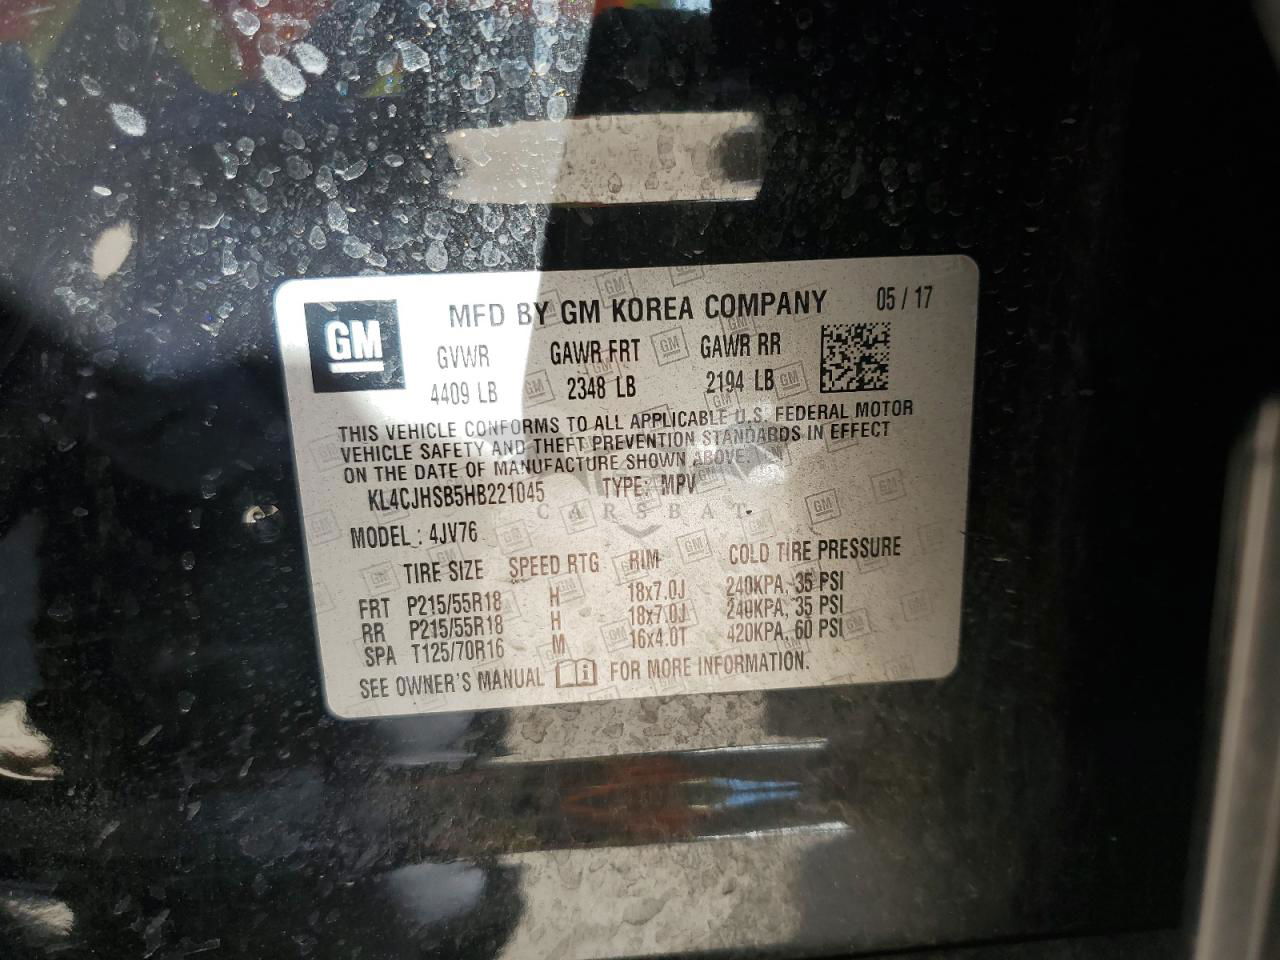 GM
MFD BY GM KOREA COMPANY 05 / 17
GVWR GAWR FRT GAWR RR
4409 LB 2348 LB 2194 LB
THIS VEHICLE CONFORMS TO ALL APPLICABLE U.S. FEDERAL MOTOR
VEHICLE SAFETY AND THEFT PREVENTION STANDARDS IN EFFECT
ON THE DATE OF MANUFACTURE SHOWN ABOVE.
KL4CJHSB5HB221045 TYPE: MPV
CARSBAT
MODEL : 4JV76
TIRE SIZE SPEED RTG RIM COLD TIRE PRESSURE
FRT P215/55R18 H 18x7.0J 240KPA, 35 PSI
RR P215/55R18 H 18x7.0J 240KPA, 35 PSI
SPA T125/70R16 M 16x4.0T 420KPA, 60 PSI
SEE OWNER'S MANUAL FOR MORE INFORMATION.